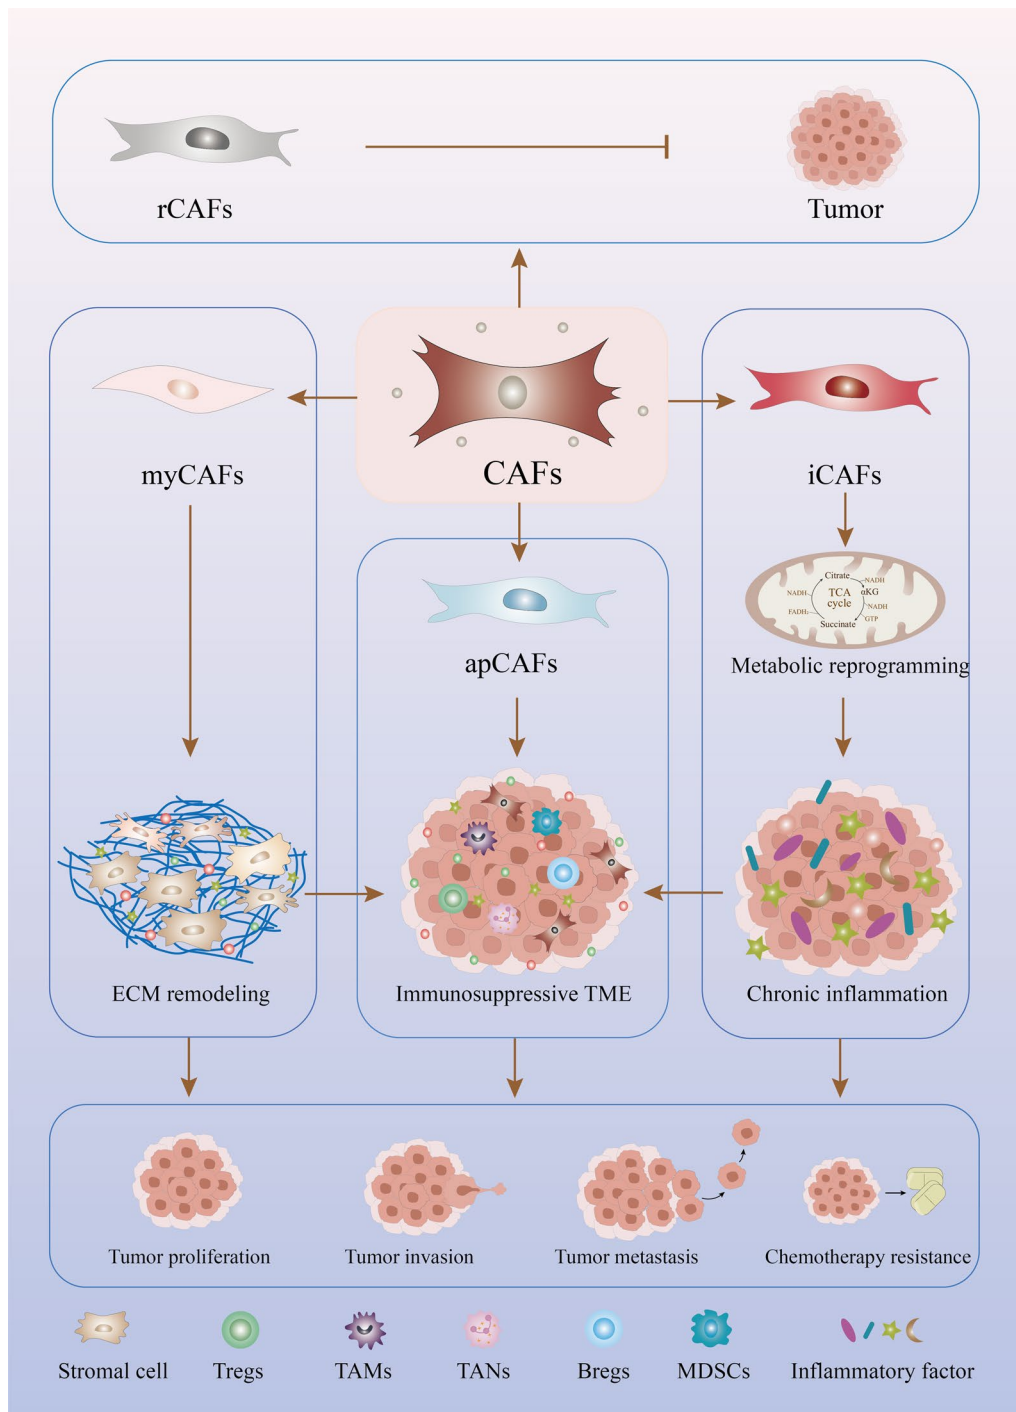 rCAFs
Tumor
CAFs
myCAFs
iCAFs
apCAFs
Citrate
NADH
αKG
NADH
TCA
cycle
NADH
FADH₂
GTP
Succinate
Metabolic reprogramming
ECM remodeling
Immunosuppressive TME
Chronic inflammation
Tumor proliferation
Tumor invasion
Tumor metastasis
Chemotherapy resistance
Stromal cell
Tregs
TAMs
TANs
Bregs
MDSCs
Inflammatory factor